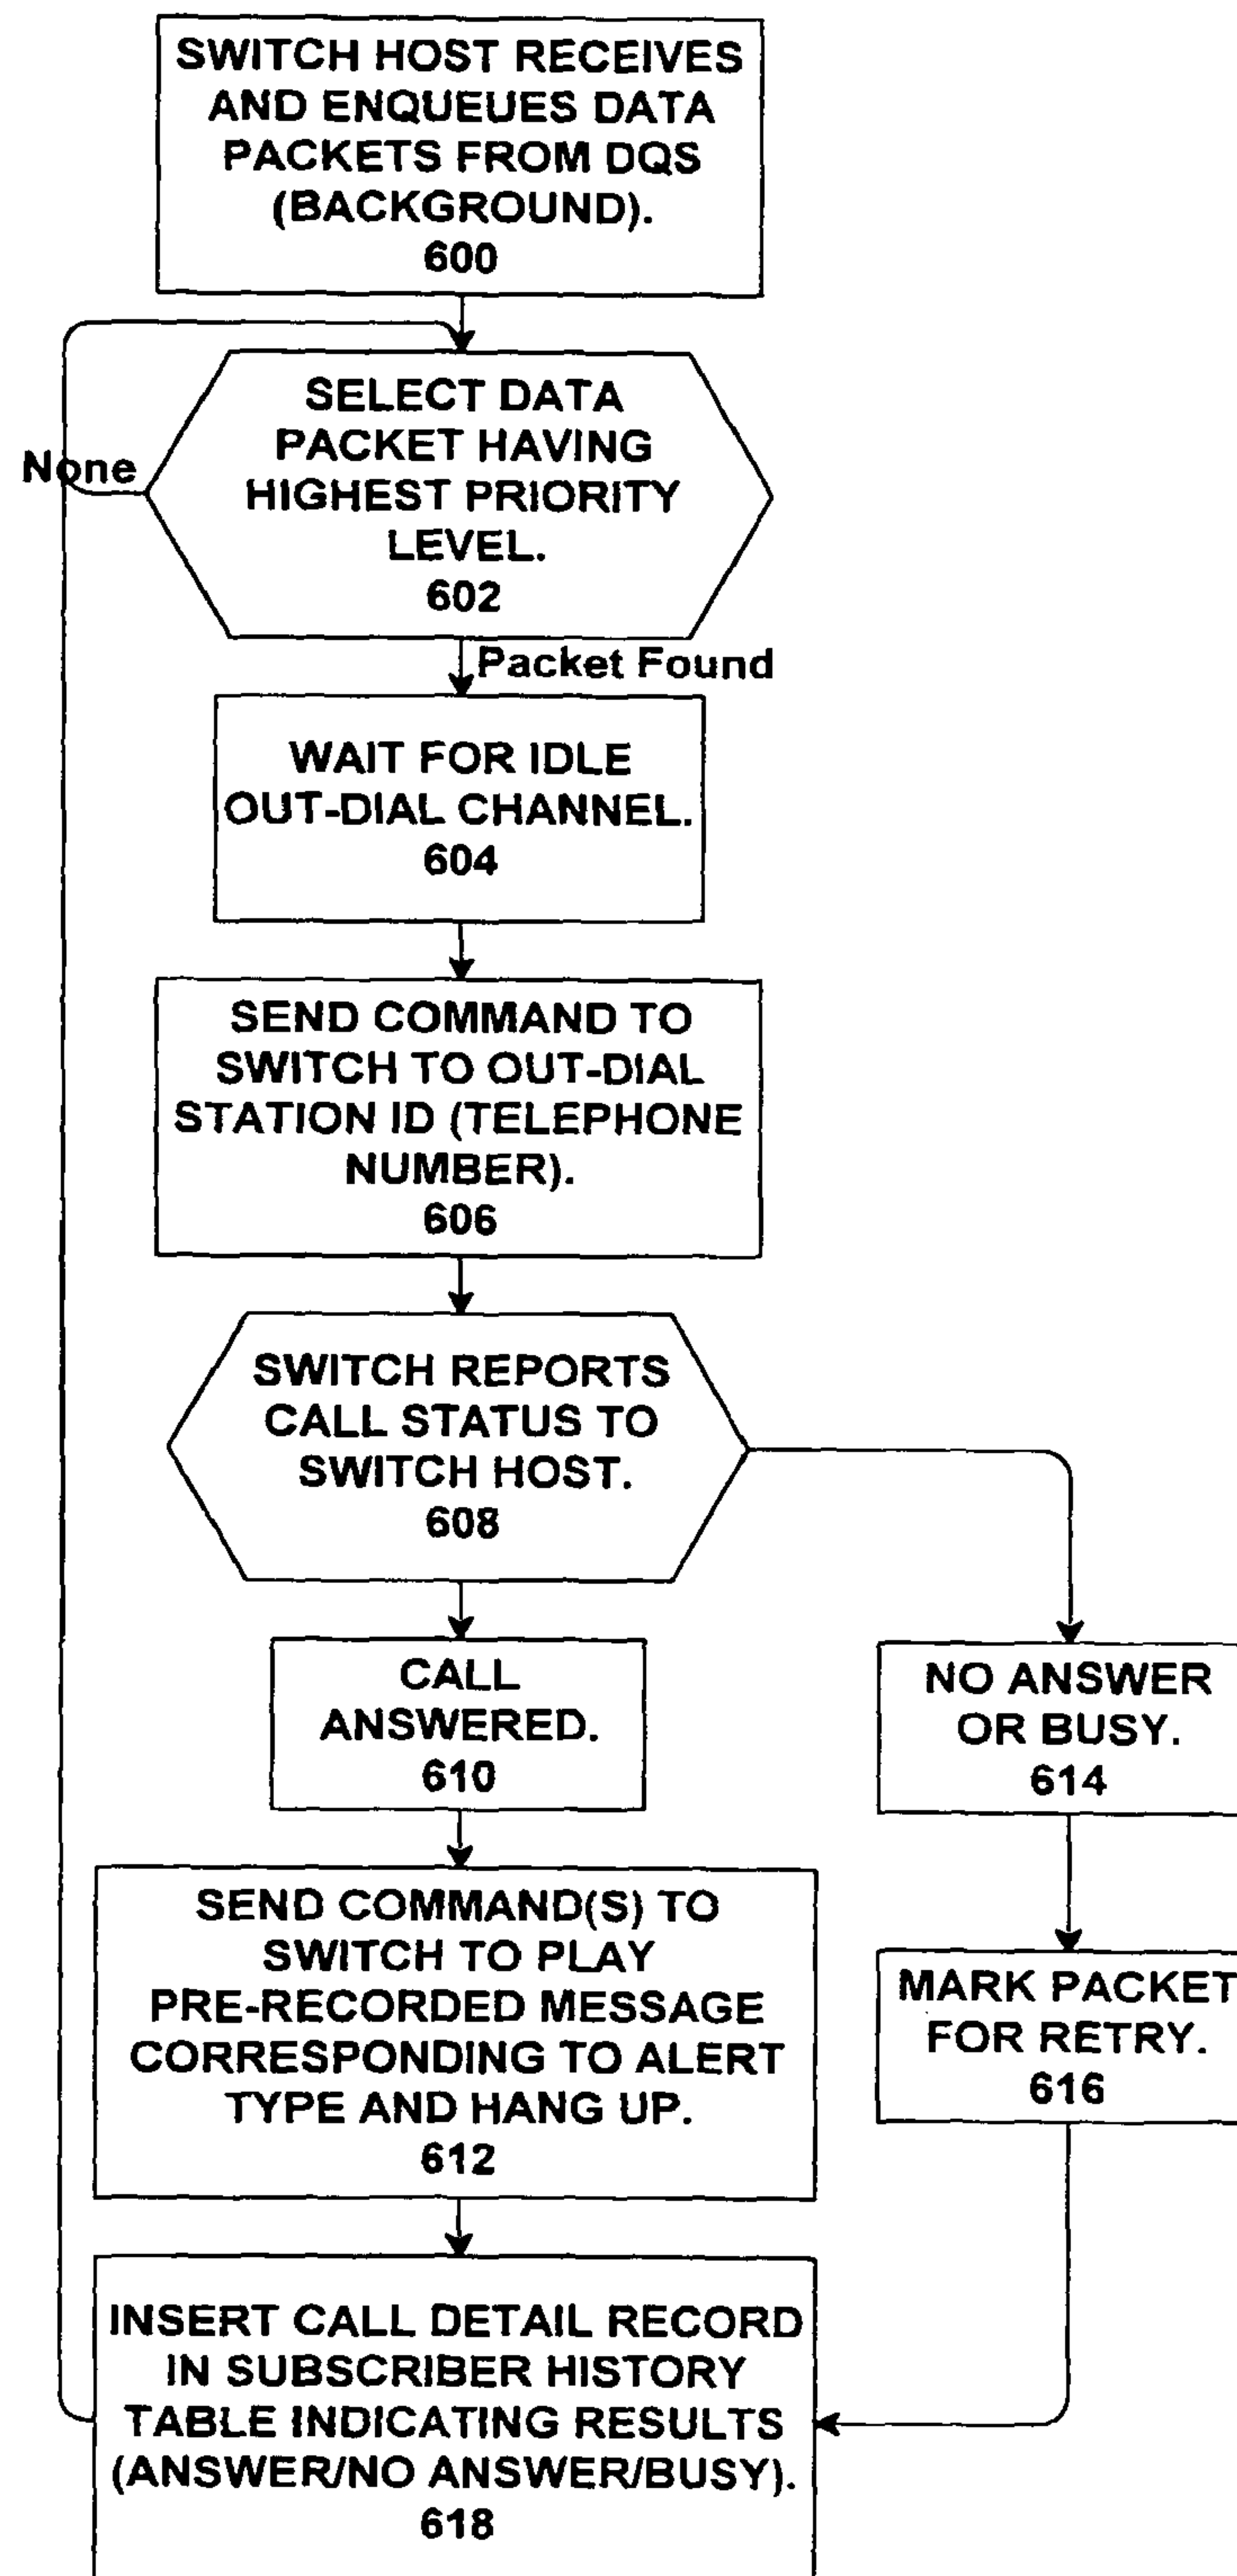 SWITCH HOST RECEIVES
AND ENQUEUES DATA
PACKETS FROM DQS
(BACKGROUND).
600
SELECT DATA
PACKET HAVING
HIGHEST PRIORITY
LEVEL.
602
None
Packet Found
WAIT FOR IDLE
OUT-DIAL CHANNEL.
604
SEND COMMAND TO
SWITCH TO OUT-DIAL
STATION ID (TELEPHONE
NUMBER).
606
SWITCH REPORTS
CALL STATUS TO
SWITCH HOST.
608
CALL
ANSWERED.
610
NO ANSWER
OR BUSY.
614
SEND COMMAND(S) TO
SWITCH TO PLAY
PRE-RECORDED MESSAGE
CORRESPONDING TO ALERT
TYPE AND HANG UP.
612
MARK PACKET
FOR RETRY.
616
INSERT CALL DETAIL RECORD
IN SUBSCRIBER HISTORY
TABLE INDICATING RESULTS
(ANSWER/NO ANSWER/BUSY).
618